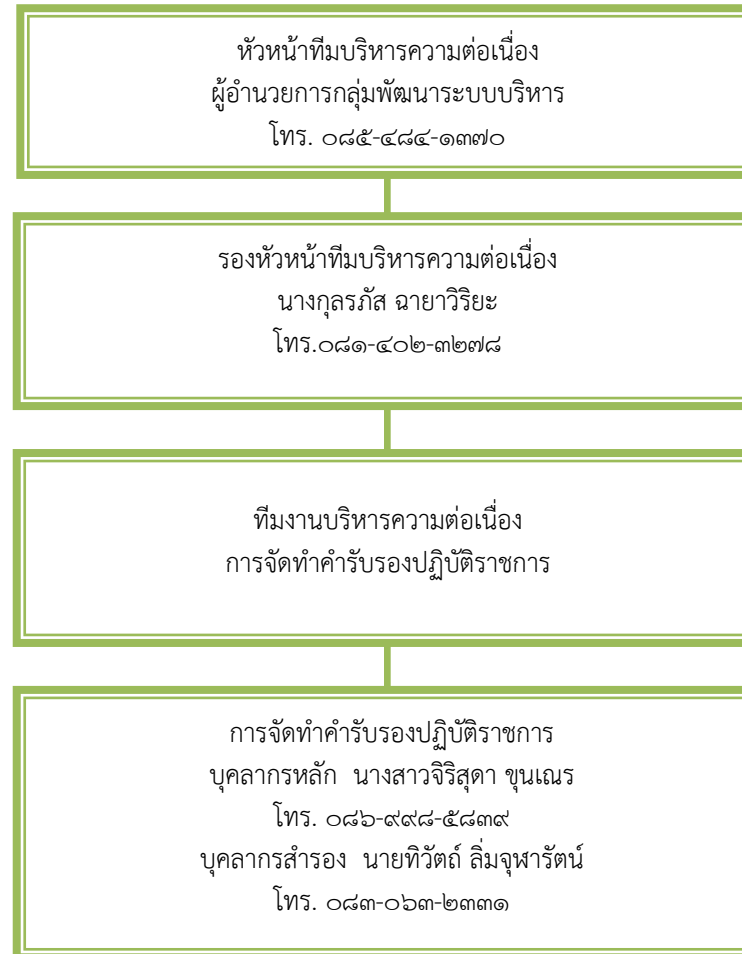 หัวหน้าทีมบริหารความต่อเนื่อง
ผู้อำนวยการกลุ่มพัฒนาระบบบริหาร
โทร. ๐๘๕-๔๘๔-๑๓๗๐
รองหัวหน้าทีมบริหารความต่อเนื่อง
นางกุลรภัส ฉายาวิริยะ
โทร.๐๘๑-๔๐๒-๓๒๗๘
ทีมงานบริหารความต่อเนื่อง
การจัดทำคำรับรองปฏิบัติราชการ
การจัดทำคำรับรองปฏิบัติราชการ
บุคลากรหลัก นางสาวจิริสุดา ขุนเณร
โทร. ๐๘๖-๙๙๘-๕๘๓๙
บุคลากรสำรอง นายทิวัตถ์ ลิ่มจุฬารัตน์
โทร. ๐๘๓-๐๖๓-๒๓๓๑